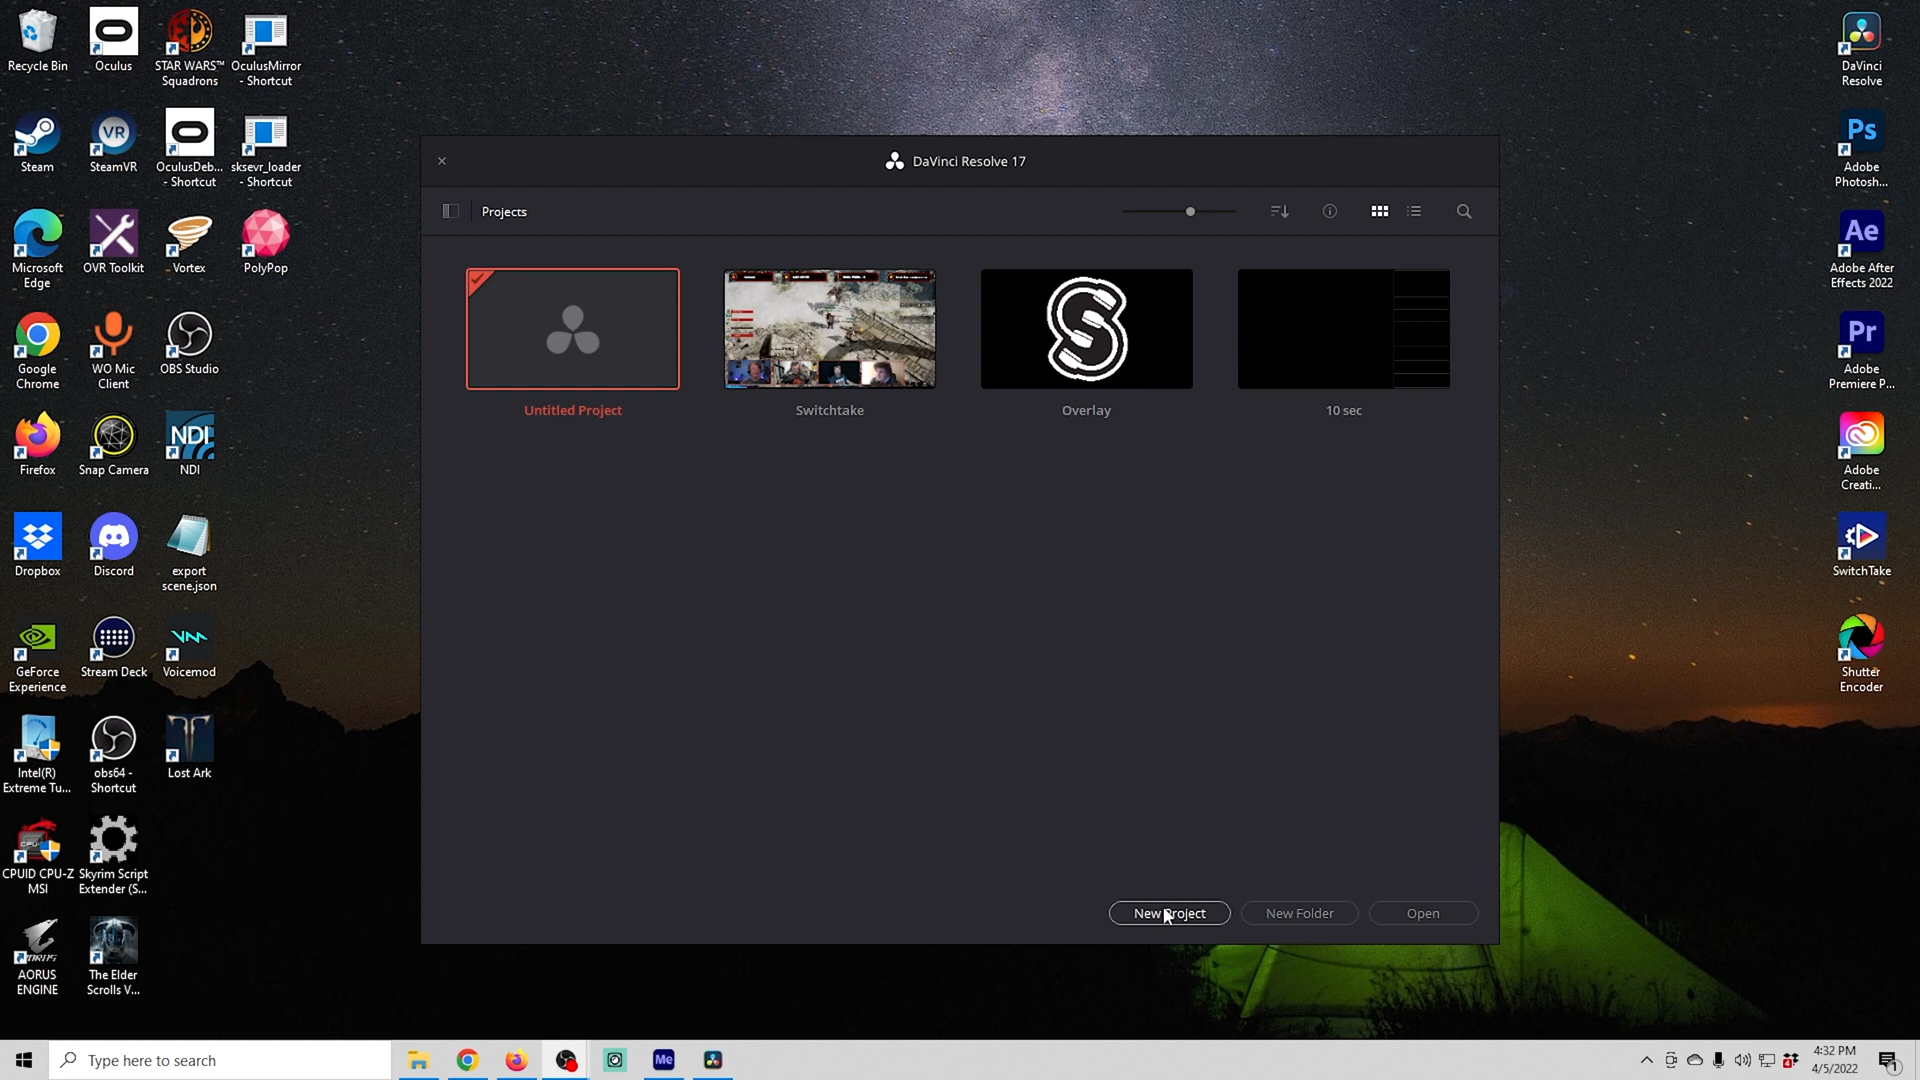 Recycle Bin
Oculus
STAR WARS™
Squadrons
OculusMirror
- Shortcut
Steam
SteamVR
OculusDeb...
- Shortcut
sksevr_loader
- Shortcut
Microsoft
Edge
OVR Toolkit
Vortex
PolyPop
Google
Chrome
WO Mic
Client
OBS Studio
Firefox
Snap Camera
NDI
NDI
Dropbox
Discord
export
scene.json
GeForce
Experience
Stream Deck
Voicemod
Intel(R)
Extreme Tu...
obs64 -
Shortcut
Lost Ark
CPUID CPU-Z
MSI
Skyrim Script
Extender (S...
AORUS
ENGINE
The Elder
Scrolls V...
VR
DaVinci Resolve 17
Projects
Untitled Project
Switchtake
Overlay
10 sec
New Project
New Folder
Open
DaVinci
Resolve
Ps
Adobe
Photosh...
Ae
Adobe After
Effects 2022
Pr
Adobe
Premiere P...
Adobe
Creati...
SwitchTake
Shutter
Encoder
Type here to search
Me
4:32 PM
4/5/2022
1